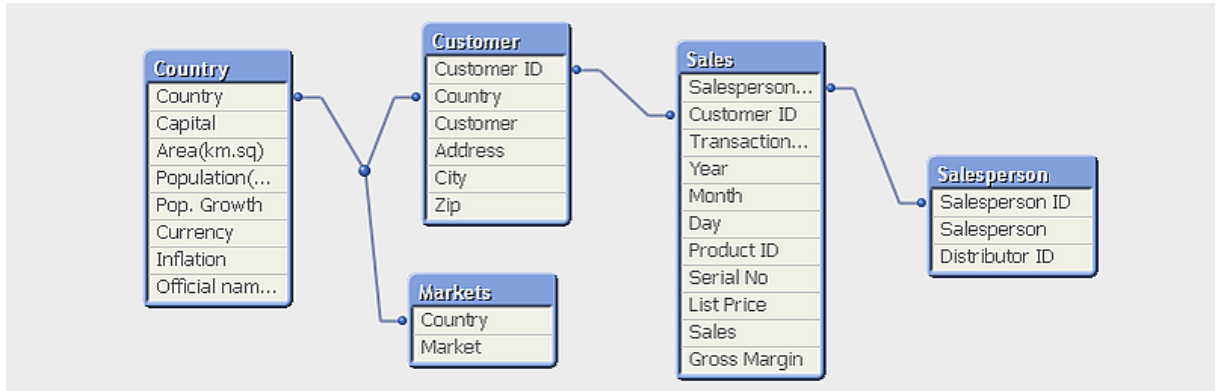 Country
Country
Capital
Area(km.sq)
Population(...
Pop. Growth
Currency
Inflation
Official nam...
Customer
Customer ID
Country
Customer
Address
City
Zip
Markets
Country
Market
Sales
Salesperson...
Customer ID
Transaction...
Year
Month
Day
Product ID
Serial No
List Price
Sales
Gross Margin
Salesperson
Salesperson ID
Salesperson
Distributor ID